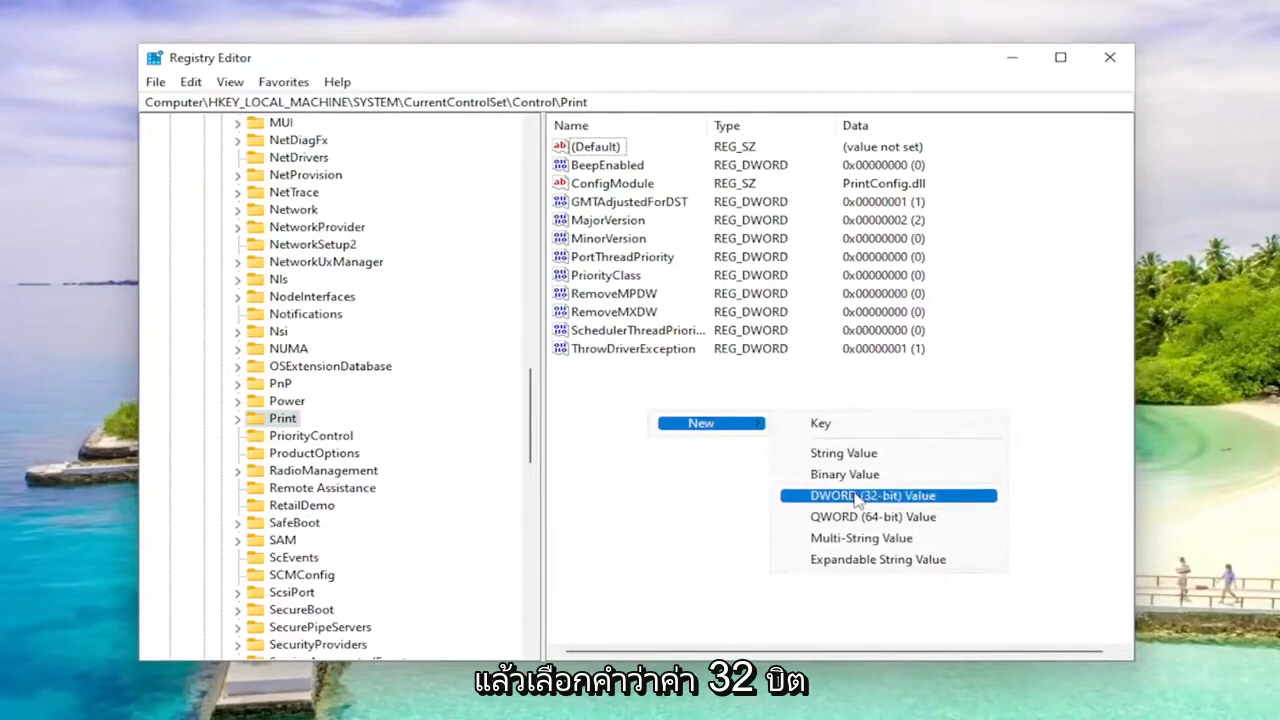 Registry Editor
File Edit View Favorites Help
Computer\HKEY_LOCAL_MACHINE\SYSTEM\CurrentControlSet\Control\Print
MUI
NetDiagFx
NetDrivers
NetProvision
NetTrace
Network
NetworkProvider
NetworkSetup2
NetworkUxManager
Nls
NodeInterfaces
Notifications
Nsi
NUMA
OSExtensionDatabase
PnP
Power
Print
PriorityControl
ProductOptions
RadioManagement
Remote Assistance
RetailDemo
SafeBoot
SAM
ScEvents
SCMConfig
ScsiPort
SecureBoot
SecurePipeServers
SecurityProviders
Name Type Data
(Default) REG_SZ (value not set)
BeepEnabled REG_DWORD 0x00000000 (0)
ConfigModule REG_SZ PrintConfig.dll
GMTAdjustedForDST REG_DWORD 0x00000001 (1)
MajorVersion REG_DWORD 0x00000002 (2)
MinorVersion REG_DWORD 0x00000000 (0)
PortThreadPriority REG_DWORD 0x00000000 (0)
PriorityClass REG_DWORD 0x00000000 (0)
RemoveMPDW REG_DWORD 0x00000000 (0)
RemoveMXDW REG_DWORD 0x00000000 (0)
SchedulerThreadPriori... REG_DWORD 0x00000000 (0)
ThrowDriverException REG_DWORD 0x00000001 (1)
New
Key
String Value
Binary Value
DWORD (32-bit) Value
QWORD (64-bit) Value
Multi-String Value
Expandable String Value
แล้วเลือกคำว่าค่า 32 บิต